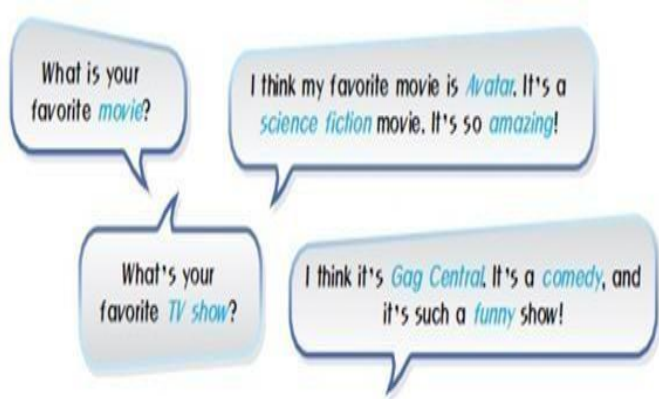 What is your
favorite movie?
I think my favorite movie is Avatar. It's a
science fiction movie. It's so amazing!
What's your
favorite TV show?
I think it's Gag Central. It's a comedy, and
it's such a funny show!